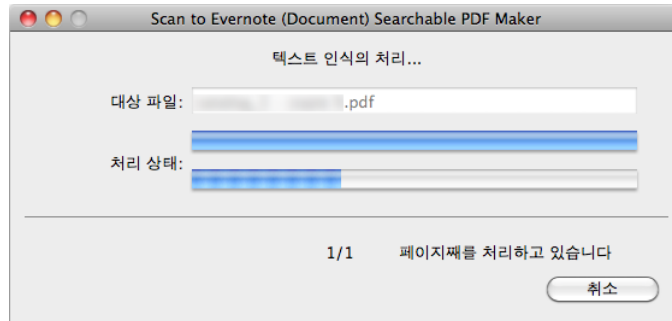 Scan to Evernote (Document) Searchable PDF Maker
텍스트 인식의 처리...
대상 파일: .pdf
처리 상태:
1/1 페이지째를 처리하고 있습니다
취소